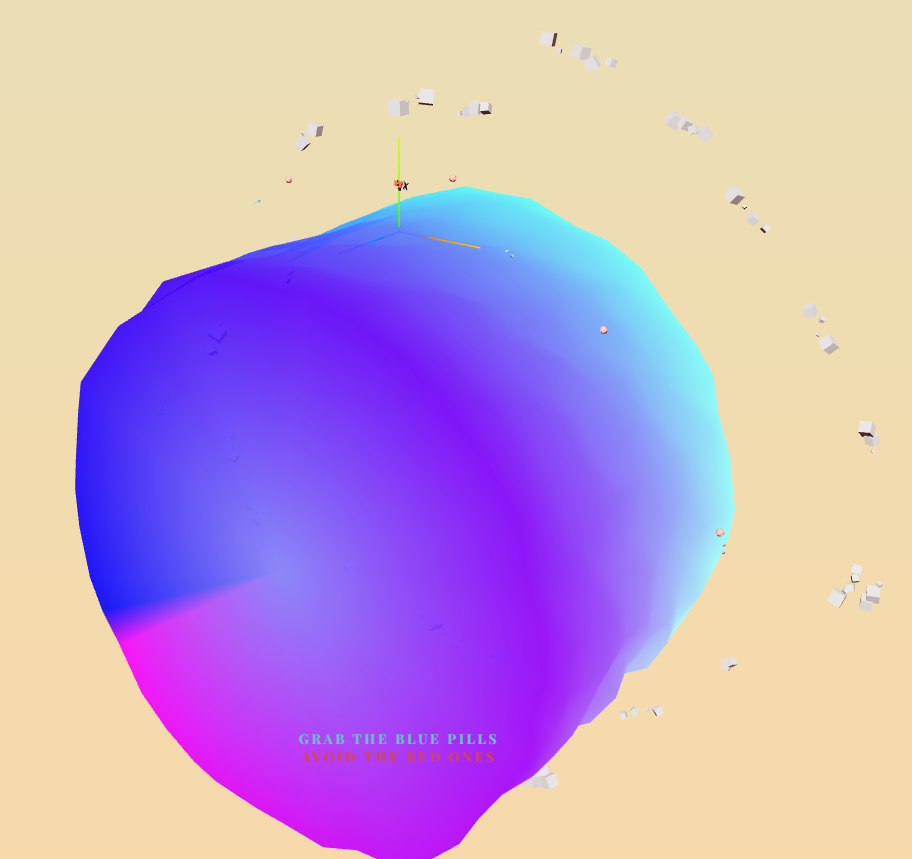 GRAB THE BLUE PILLS
AVOID THE RED ONES